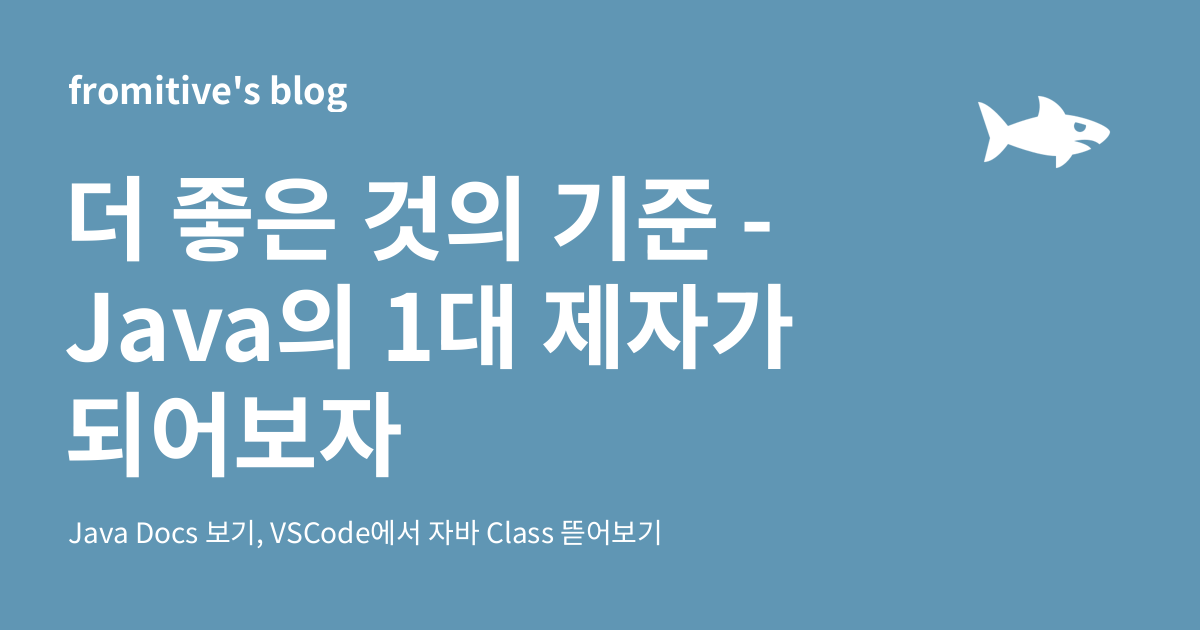 fromitive's blog
더 좋은 것의 기준 -
Java의 1대 제자가
되어보자
Java Docs 보기, VSCode에서 자바 Class 뜯어보기